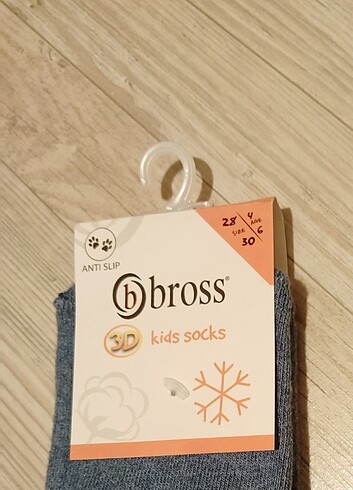 28 4
SIZE AGE
30 6
ANTI SLIP
b bross®
3D kids socks